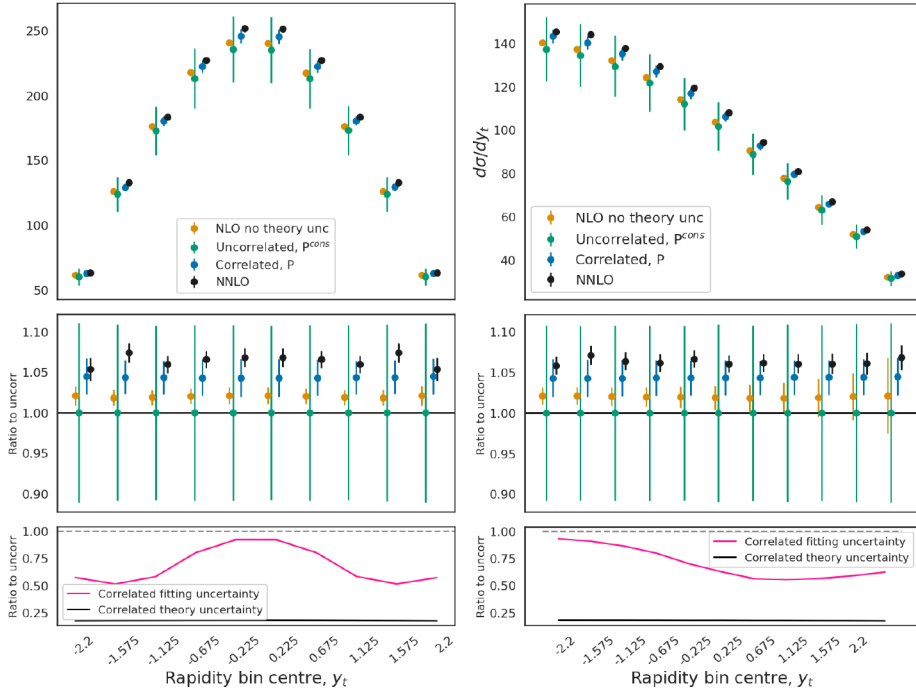 250
200
150
100
50
NLO no theory unc
Uncorrelated, P^cons
Correlated, P
NNLO
1.10
1.05
1.00
0.95
0.90
Ratio to uncorr
1.00
0.75
0.50
0.25
Ratio to uncorr
Correlated fitting uncertainty
Correlated theory uncertainty
-2.2
-1.575
-1.125
-0.675
-0.225
0.225
0.675
1.125
1.575
2.2
Rapidity bin centre, y_t
dσ/dy_t
140
120
100
80
60
40
NLO no theory unc
Uncorrelated, P^cons
Correlated, P
NNLO
1.10
1.05
1.00
0.95
0.90
Ratio to uncorr
1.00
0.75
0.50
0.25
Ratio to uncorr
Correlated fitting uncertainty
Correlated theory uncertainty
-2.2
-1.575
-1.125
-0.675
-0.225
0.225
0.675
1.125
1.575
2.2
Rapidity bin centre, y_t